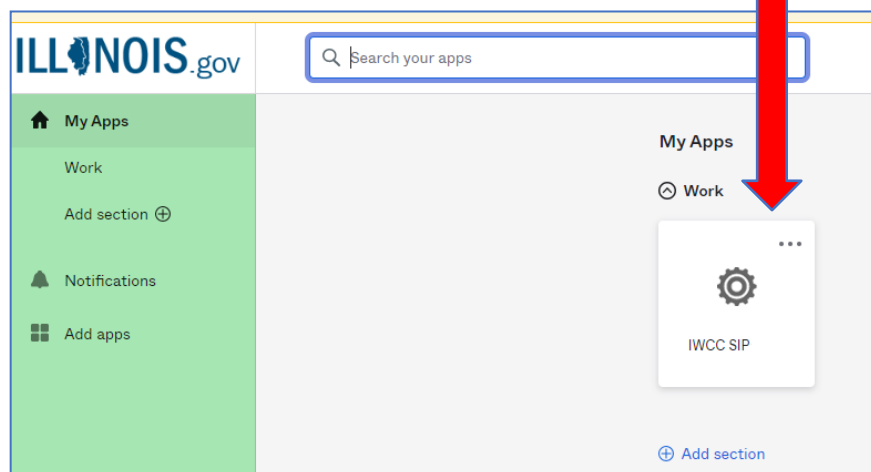 ILLINOIS.gov
Search your apps
My Apps
Work
Add section
Notifications
Add apps
My Apps
Work
IWCC SIP
Add section